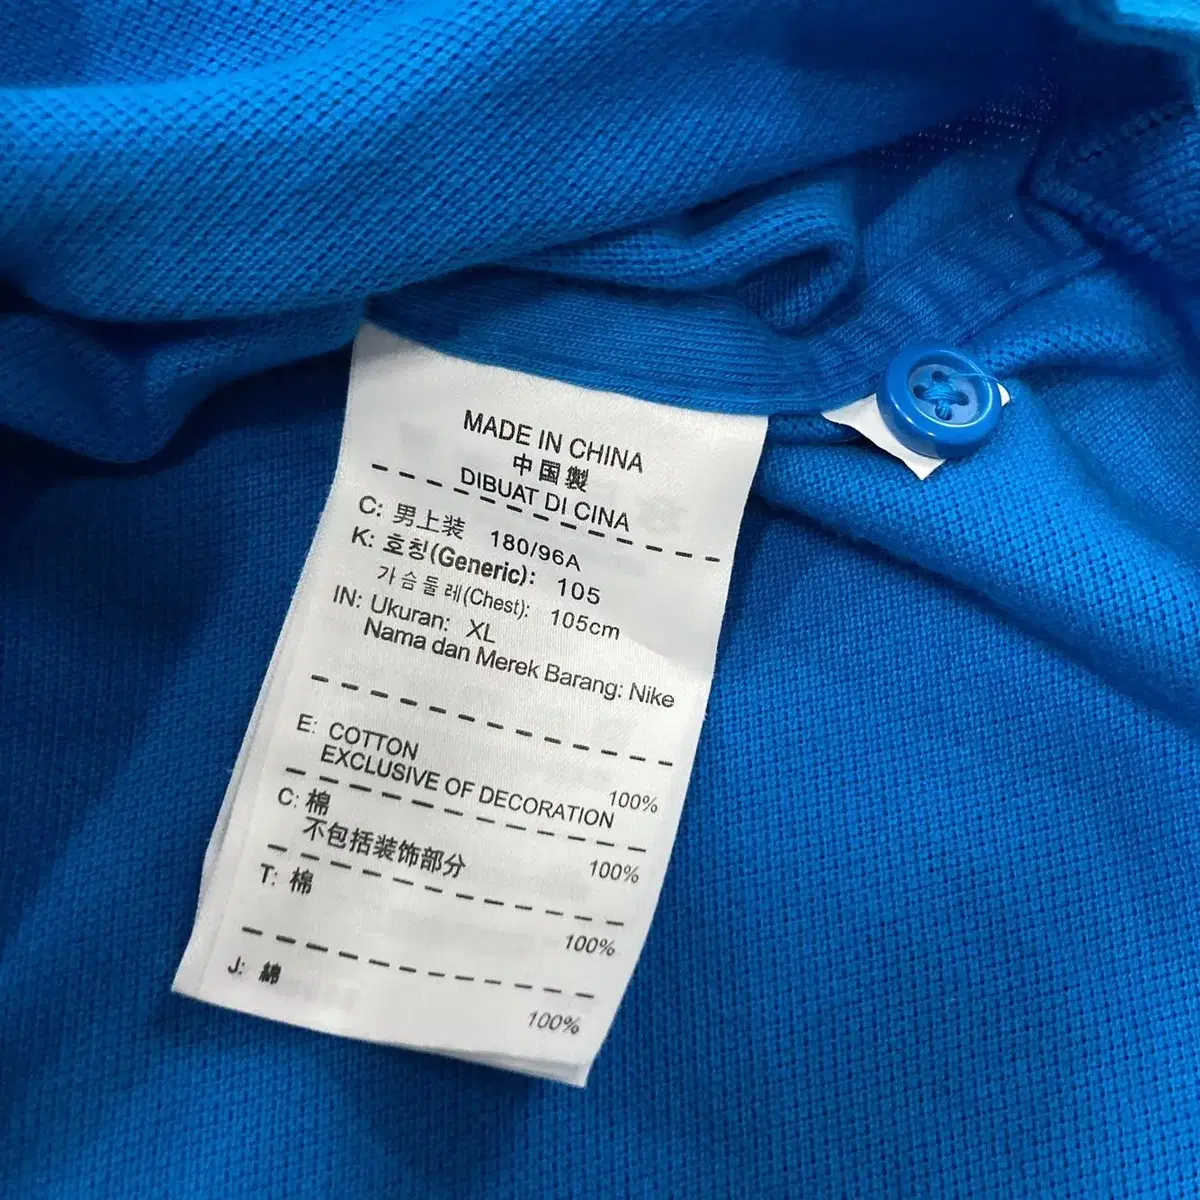 MADE IN CHINA
中国製
DIBUAT DI CINA
C: 男上装 180/96A
K: 호칭(Generic): 105
가슴둘레(Chest): 105cm
IN: Ukuran: XL
Nama dan Merek Barang: Nike
E: COTTON 100%
EXCLUSIVE OF DECORATION
C: 棉 100%
不包括装饰部分
T: 棉 100%
J: 綿 100%